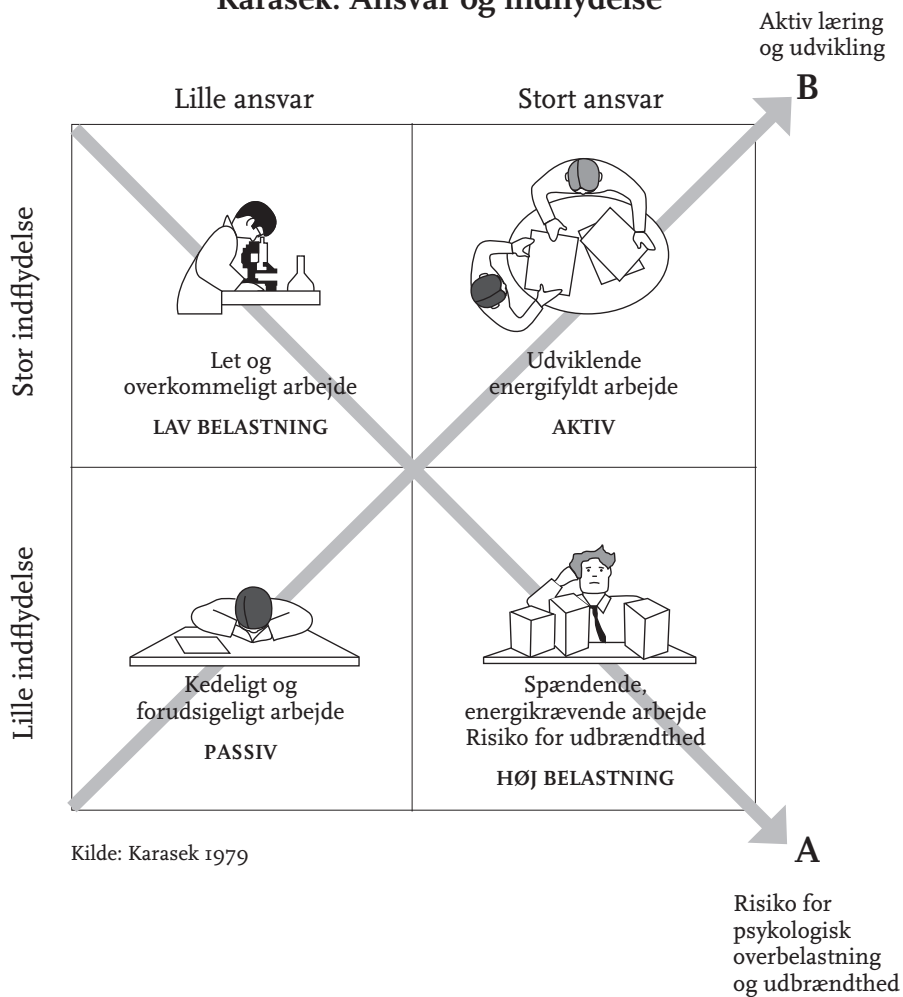 Karasek: Ansvar og indflydelse
Aktiv læring
og udvikling
B
Lille ansvar
Stort ansvar
Stor indflydelse
Let og
overkommeligt arbejde
LAV BELASTNING
Udviklende
energifyldt arbejde
AKTIV
Lille indflydelse
Kedeligt og
forudsigeligt arbejde
PASSIV
Spændende,
energikrævende arbejde
Risiko for udbrændthed
HØJ BELASTNING
Kilde: Karasek 1979
A
Risiko for
psykologisk
overbelastning
og udbrændthed